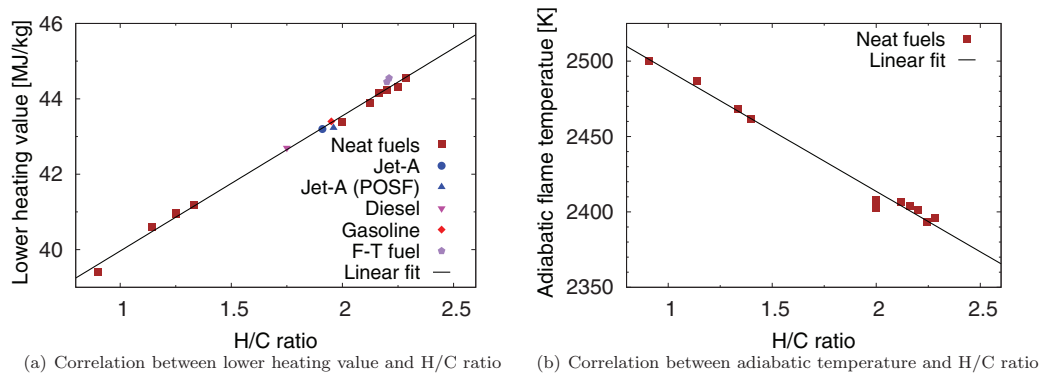 Lower heating value [MJ/kg]
46
44
42
40
1
1.5
2
2.5
H/C ratio
Neat fuels
Jet-A
Jet-A (POSF)
Diesel
Gasoline
F-T fuel
Linear fit
(a) Correlation between lower heating value and H/C ratio
Adiabatic flame temperatue [K]
2500
2450
2400
2350
1
1.5
2
2.5
H/C ratio
Neat fuels
Linear fit
(b) Correlation between adiabatic temperature and H/C ratio